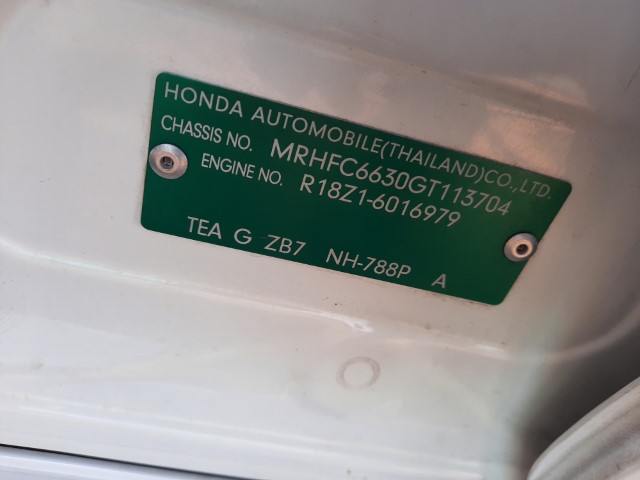 HONDA AUTOMOBILE(THAILAND)CO.,LTD.
CHASSIS NO. MRHFC6630GT113704
ENGINE NO. R18Z1-6016979
TEA G ZB7 NH-788P A